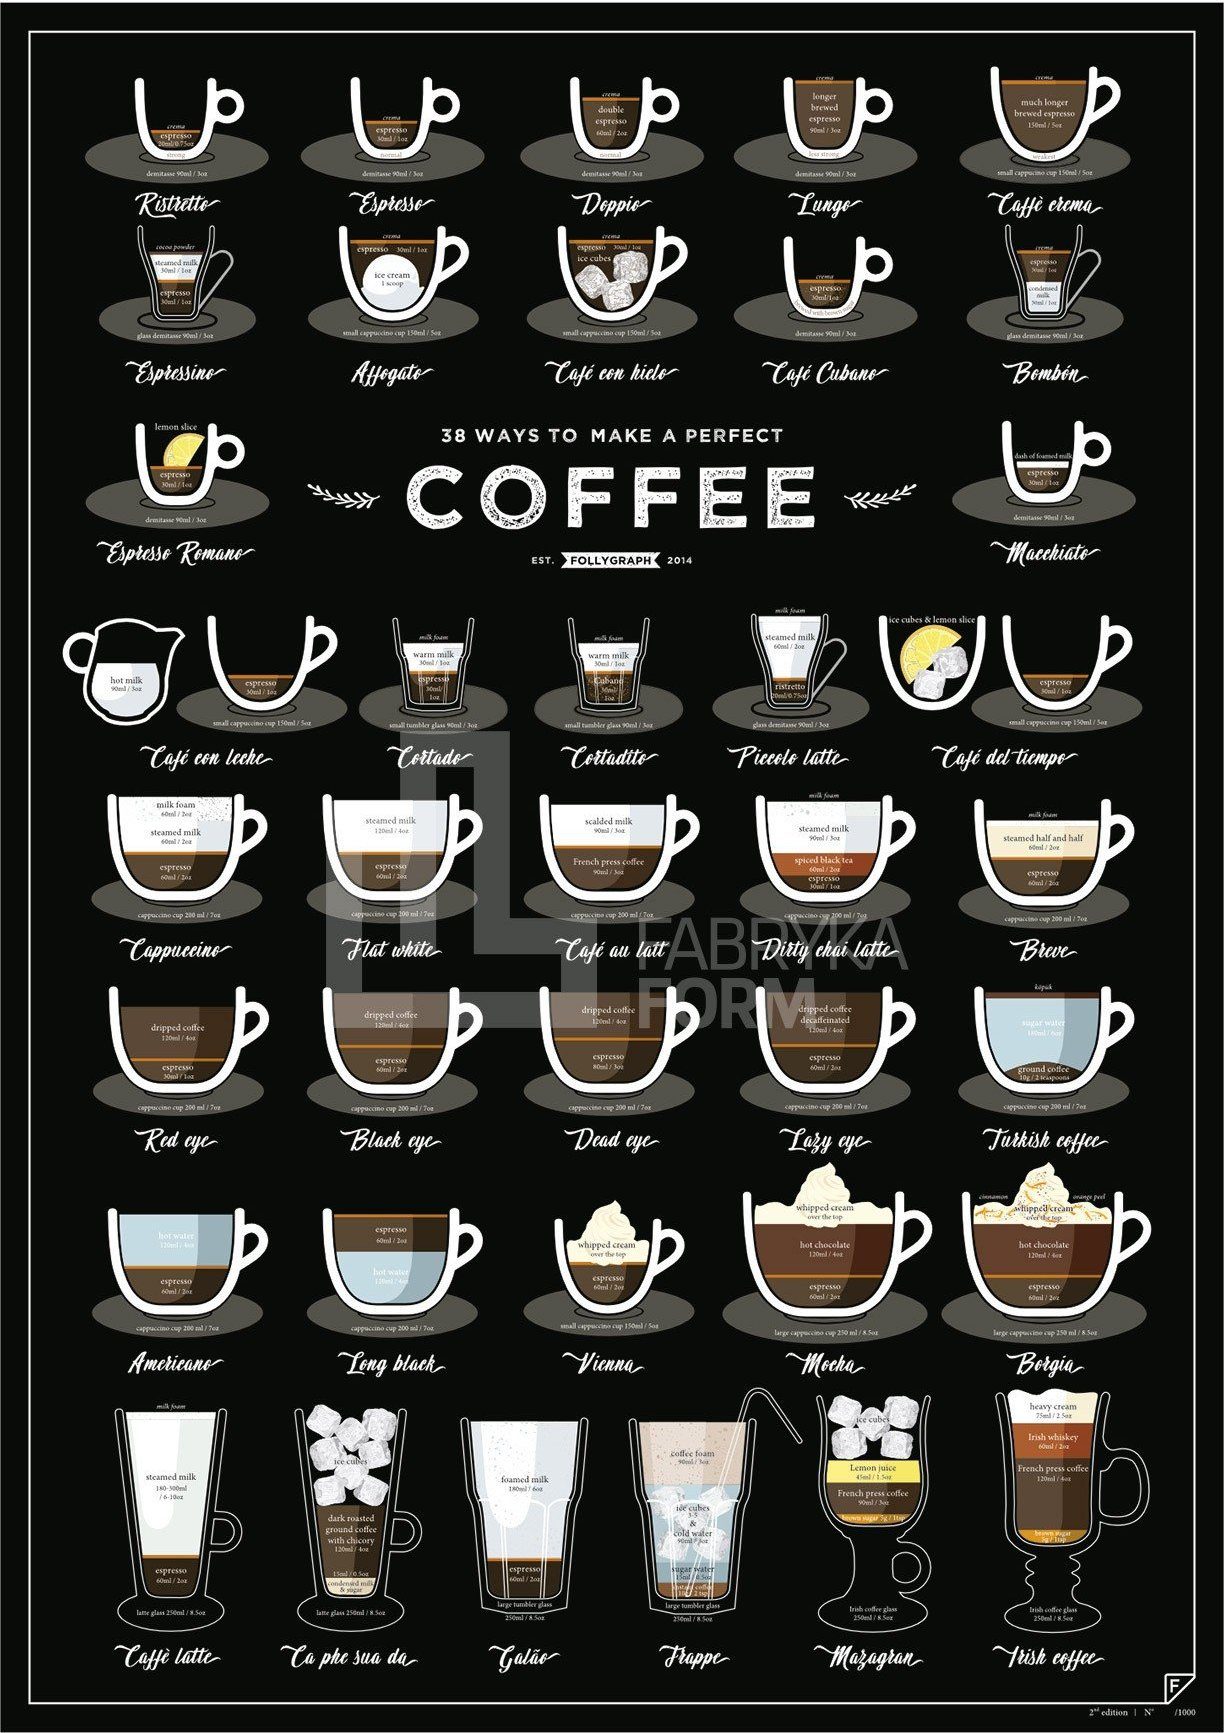 crema
espresso
20ml/0.75oz
strong
demitasse 90ml / 3oz
Ristretto
crema
espresso
30ml / 1oz
normal
demitasse 90ml / 3oz
Espresso
crema
double
espresso
60ml / 2oz
normal
demitasse 90ml / 3oz
Doppio
crema
longer
brewed
espresso
90ml / 3oz
less strong
demitasse 90ml / 3oz
Lungo
crema
much longer
brewed espresso
150ml / 5oz
weakest
small cappucino cup 150ml / 5oz
Caffè crema
cocoa powder
steamed milk
30ml / 1oz
espresso
30ml / 1oz
glass demitasse 90ml / 3oz
Espressino
crema
espresso 30ml / 1oz
ice cream
1 scoop
small cappuccino cup 150ml / 5oz
Affogato
crema
espresso 30ml / 1oz
ice cubes
small cappuccino cup 150ml / 5oz
Café con hielo
crema
espresso
30ml/1oz
demitasse 90ml / 3oz
Café Cubano
crema
espresso
30ml / 1oz
condensed
milk
30ml / 1oz
glass demitasse 90ml / 3oz
Bombón
lemon slice
espresso
30ml / 1oz
demitasse 90ml / 3oz
Espresso Romano
38 WAYS TO MAKE A PERFECT
COFFEE
EST. FOLLYGRAPH 2014
dash of foamed milk
espresso
30ml / 1oz
demitasse 90ml / 3oz
Macchiato
hot milk
90ml / 3oz
espresso
30ml / 1oz
small cappuccino cup 150ml / 5oz
Café con leche
milk foam
warm milk
30ml / 1oz
espresso
30ml/
1oz
small tumbler glass 90ml / 3oz
Cortado
milk foam
warm milk
30ml / 1oz
Cubano
30ml/
1oz
small tumbler glass 90ml / 3oz
Cortadito
milk foam
steamed milk
60ml / 2oz
ristretto
20ml/0.75oz
glass demitasse 90ml / 3oz
Piccolo latte
ice cubes & lemon slice
espresso
30ml / 1oz
small cappuccino cup 150ml / 5oz
Café del tiempo
milk foam
60ml / 2oz
steamed milk
60ml / 2oz
espresso
60ml / 2oz
cappuccino cup 200 ml / 7oz
Cappuccino
steamed milk
120ml / 4oz
espresso
60ml / 2oz
cappuccino cup 200 ml / 7oz
Flat white
scalded milk
90ml / 3oz
French press coffee
90ml / 3oz
cappuccino cup 200 ml / 7oz
Café au lait
milk foam
steamed milk
90ml / 3oz
spiced black tea
60ml / 2oz
espresso
30ml / 1oz
cappuccino cup 200 ml / 7oz
Dirty chai latte
milk foam
steamed half and half
60ml / 2oz
espresso
60ml / 2oz
cappuccino cup 200 ml / 7oz
Breve
FABRYKA
FORM
dripped coffee
120ml / 4oz
espresso
30ml / 1oz
cappuccino cup 200 ml / 7oz
Red eye
dripped coffee
120ml / 4oz
espresso
60ml / 2oz
cappuccino cup 200 ml / 7oz
Black eye
dripped coffee
120ml / 4oz
espresso
80ml / 3oz
cappuccino cup 200 ml / 7oz
Dead eye
dripped coffee
decaffeinated
120ml / 4oz
espresso
60ml / 2oz
cappuccino cup 200 ml / 7oz
Lazy eye
köpük
sugar water
180ml / 6oz
ground coffee
10g / 2 teaspoons
cappuccino cup 200 ml / 7oz
Turkish coffee
hot water
120ml / 4oz
espresso
60ml / 2oz
cappuccino cup 200 ml / 7oz
Americano
espresso
60ml / 2oz
hot water
120ml / 4oz
cappuccino cup 200 ml / 7oz
Long black
whipped cream
over the top
espresso
60ml / 2oz
small cappuccino cup 150ml / 5oz
Vienna
whipped cream
over the top
hot chocolate
120ml / 4oz
espresso
60ml / 2oz
large cappuccino cup 250 ml / 8.5oz
Mocha
cinnamon
orange peel
whipped cream
over the top
hot chocolate
120ml / 4oz
espresso
60ml / 2oz
large cappuccino cup 250 ml / 8.5oz
Borgia
milk foam
steamed milk
180-300ml
/ 6-10oz
espresso
60ml / 2oz
latte glass 250ml / 8.5oz
Caffè latte
ice cubes
dark roasted
ground coffee
with chicory
120ml / 4oz
15ml / 0.5oz
condensed milk
& sugar
latte glass 250ml / 8.5oz
Ca phe sua da
foamed milk
180ml / 6oz
espresso
60ml / 2oz
large tumbler glass
250ml / 8.5oz
Galão
coffee foam
90ml / 3oz
ice cubes
3-5
&
cold water
90ml / 3oz
sugar water
15ml / 0.5oz
instant coffee
large tumbler glass
250ml / 8.5oz
Frappe
ice cubes
Lemon juice
45ml / 1.5oz
French press coffee
90ml / 3oz
brown sugar 5g / 1tsp
Irish coffee glass
250ml / 8.5oz
Mazagran
heavy cream
75ml / 2.5oz
Irish whiskey
60ml / 2oz
French press coffee
120ml / 4oz
brown sugar
5g / 1tsp
Irish coffee glass
250ml / 8.5oz
Irish coffee
F
2nd edition | N° /1000